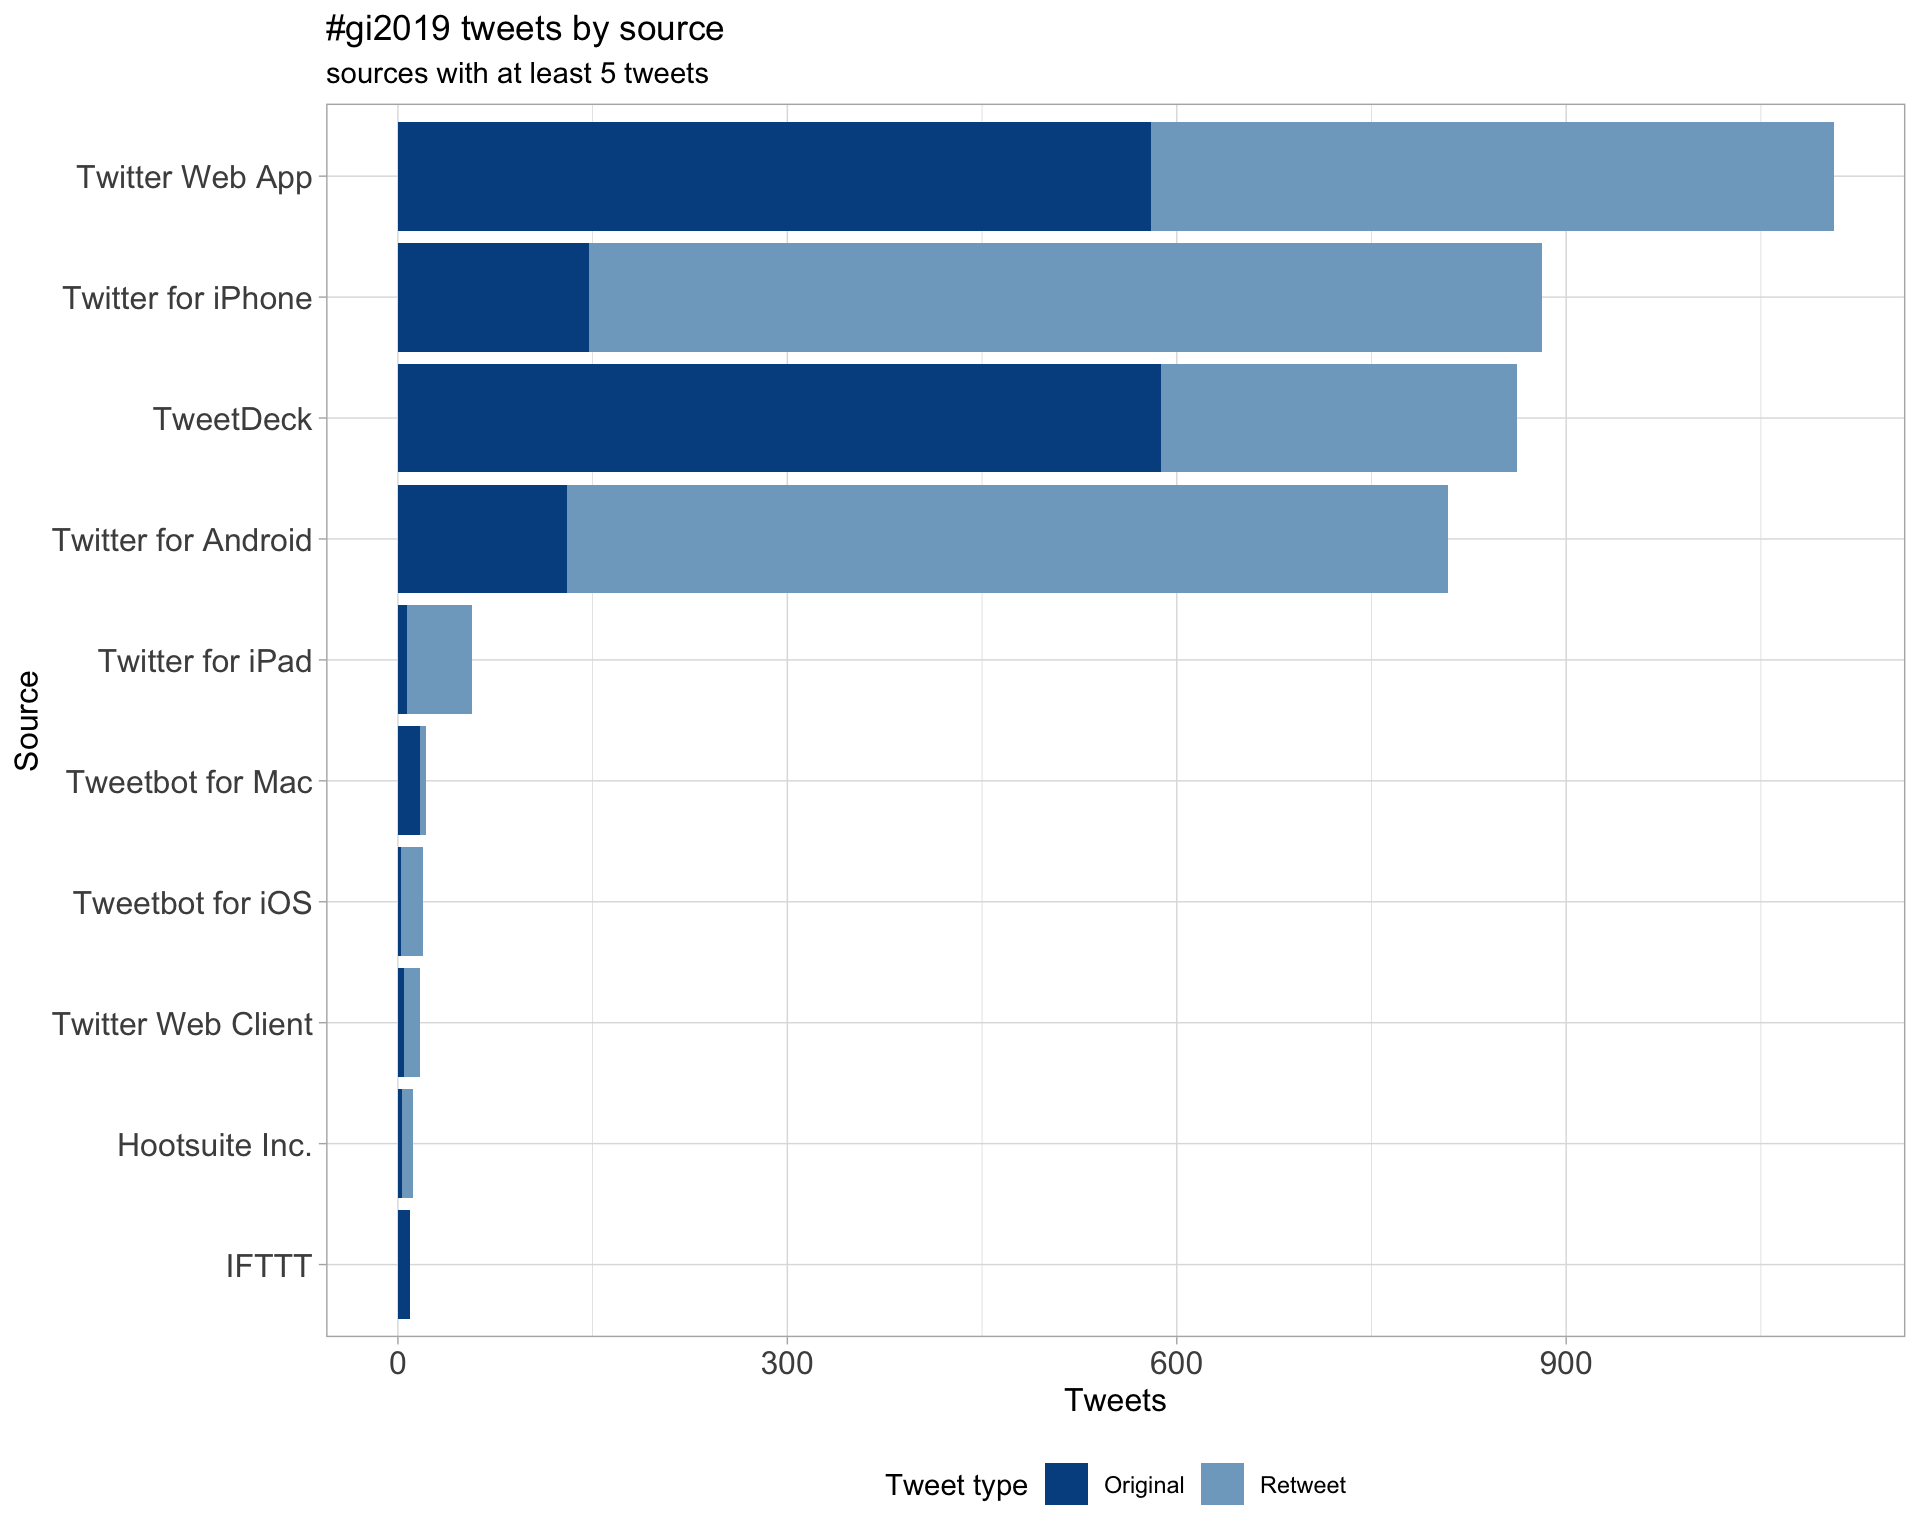 #gi2019 tweets by source
sources with at least 5 tweets
Source
Twitter Web App
Twitter for iPhone
TweetDeck
Twitter for Android
Twitter for iPad
Tweetbot for Mac
Tweetbot for iOS
Twitter Web Client
Hootsuite Inc.
IFTTT
0 300 600 900
Tweets
Tweet type Original Retweet